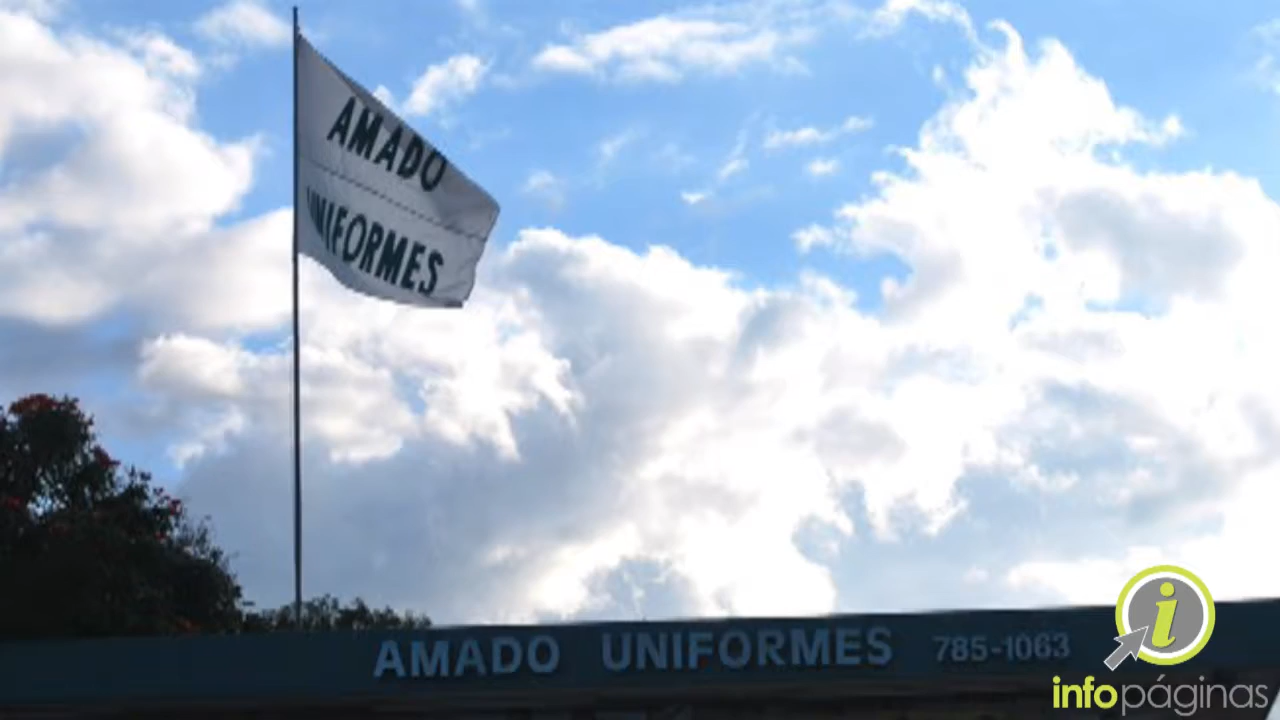 AMADO
UNIFORMES
AMADO UNIFORMES 785-1063
i
infopáginas